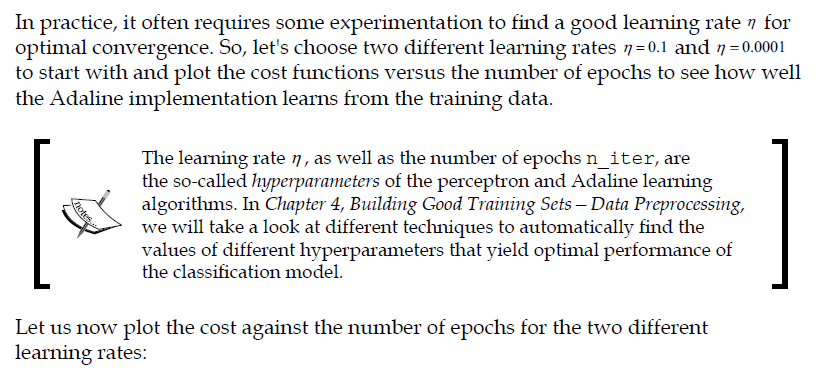 In practice, it often requires some experimentation to find a good learning rate η for
optimal convergence. So, let's choose two different learning rates η = 0.1 and η = 0.0001
to start with and plot the cost functions versus the number of epochs to see how well
the Adaline implementation learns from the training data.
The learning rate η, as well as the number of epochs n_iter, are
the so-called hyperparameters of the perceptron and Adaline learning
algorithms. In Chapter 4, Building Good Training Sets – Data Preprocessing,
notes...
we will take a look at different techniques to automatically find the
values of different hyperparameters that yield optimal performance of
the classification model.
Let us now plot the cost against the number of epochs for the two different
learning rates: